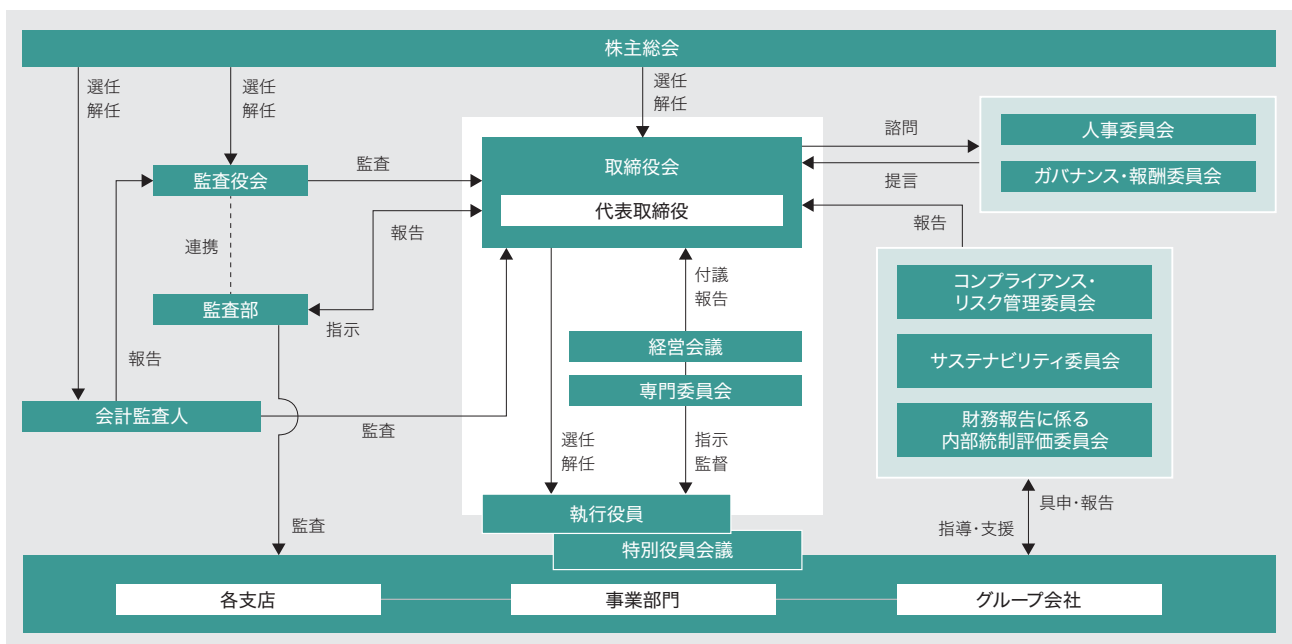 株主総会
選任
解任
選任
解任
選任
解任
諮問
提言
人事委員会
ガバナンス・報酬委員会
監査役会
監査
取締役会
代表取締役
報告
連携
報告
監査部
指示
付議
報告
コンプライアンス・
リスク管理委員会
サステナビリティ委員会
財務報告に係る
内部統制評価委員会
経営会議
専門委員会
報告
会計監査人
監査
選任
解任
指示
監督
具申・報告
指導・支援
執行役員
特別役員会議
監査
各支店
事業部門
グループ会社